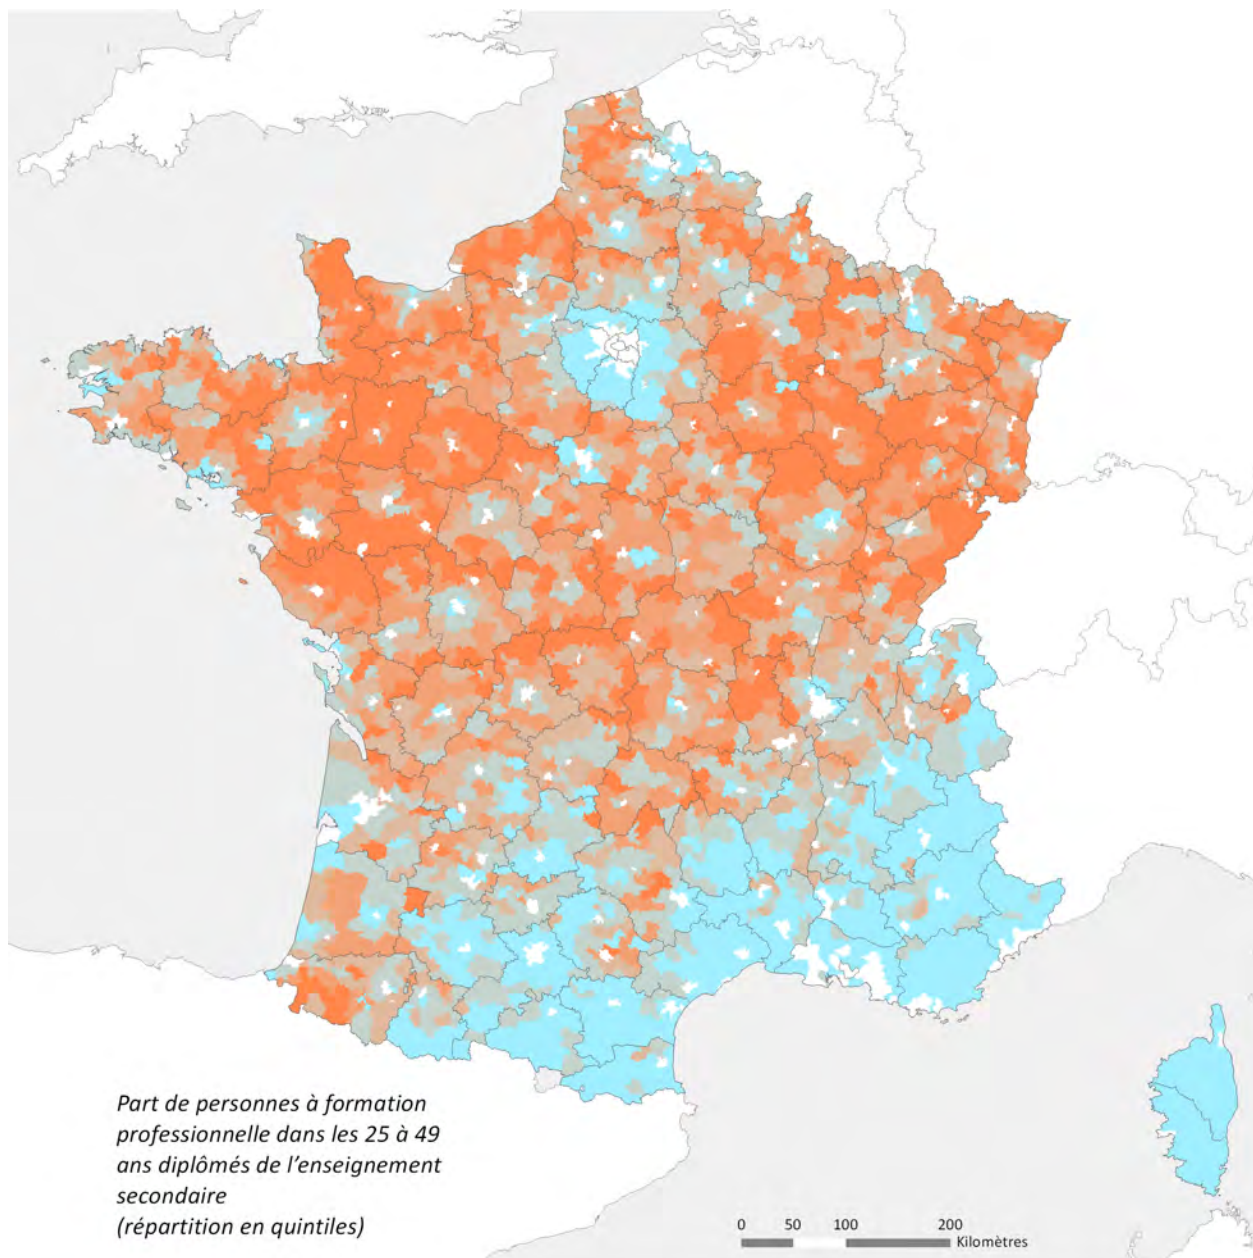 Part de personnes à formation
professionnelle dans les 25 à 49
ans diplômés de l'enseignement
secondaire
(répartition en quintiles)
0 50 100 200
Kilomètres